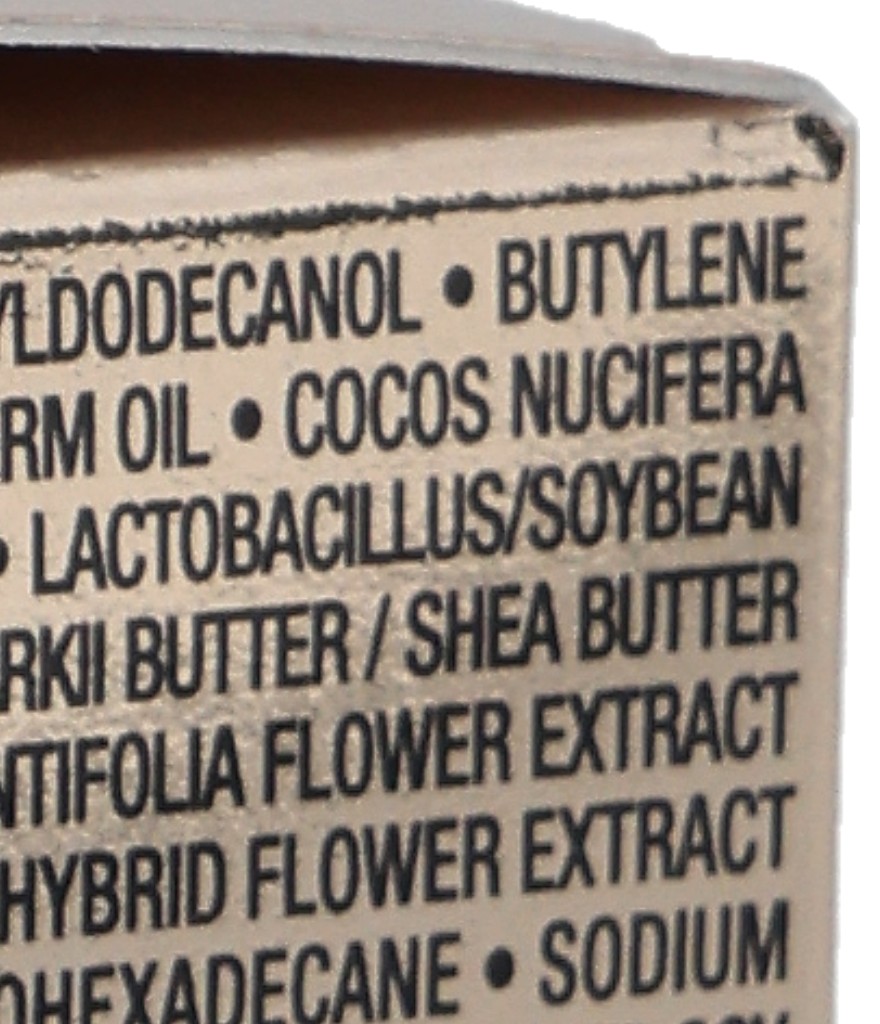 YLDODECANOL • BUTYLENE
RM OIL • COCOS NUCIFERA
• LACTOBACILLUS/SOYBEAN
RKII BUTTER / SHEA BUTTER
NTIFOLIA FLOWER EXTRACT
HYBRID FLOWER EXTRACT
OHEXADECANE • SODIUM